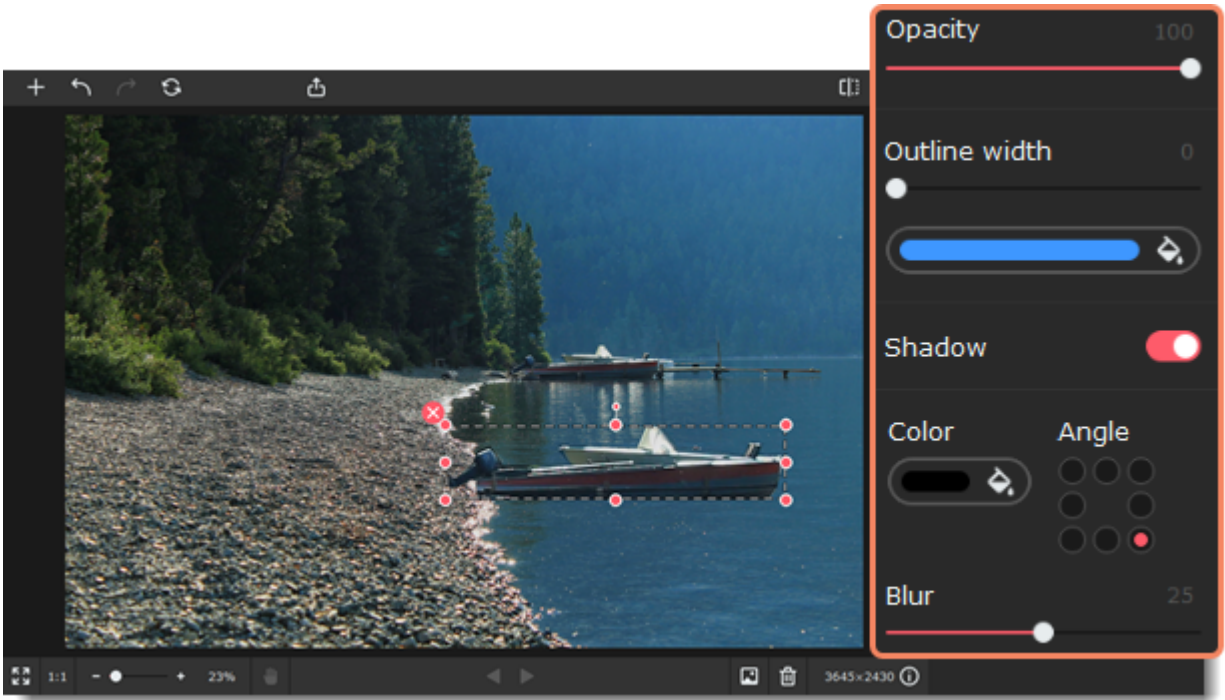 Opacity 100
Outline width 0
Shadow
Color Angle
Blur 25
1:1 23% 3645×2430